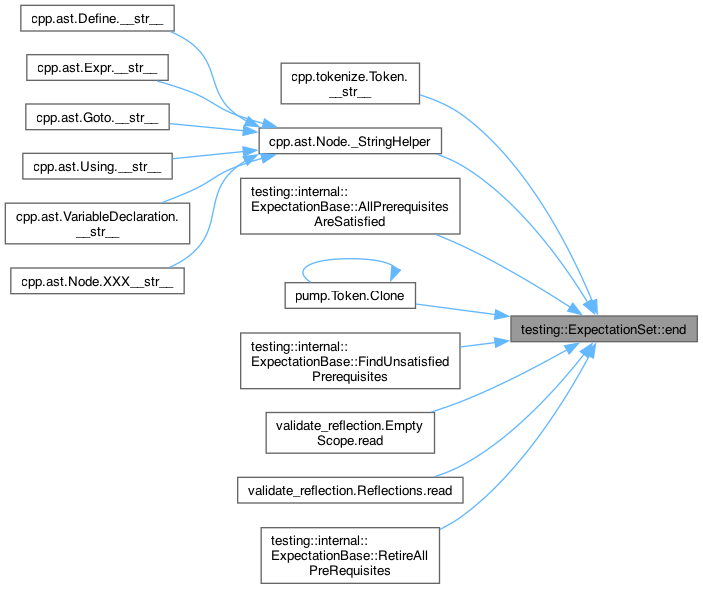 cpp.ast.Define.__str__
cpp.ast.Expr.__str__
cpp.ast.Goto.__str__
cpp.ast.Using.__str__
cpp.ast.VariableDeclaration.
__str__
cpp.ast.Node.XXX__str__
cpp.tokenize.Token.
__str__
cpp.ast.Node._StringHelper
testing::internal::
ExpectationBase::AllPrerequisites
AreSatisfied
pump.Token.Clone
testing::internal::
ExpectationBase::FindUnsatisfied
Prerequisites
validate_reflection.Empty
Scope.read
validate_reflection.Reflections.read
testing::internal::
ExpectationBase::RetireAll
PreRequisites
testing::ExpectationSet::end